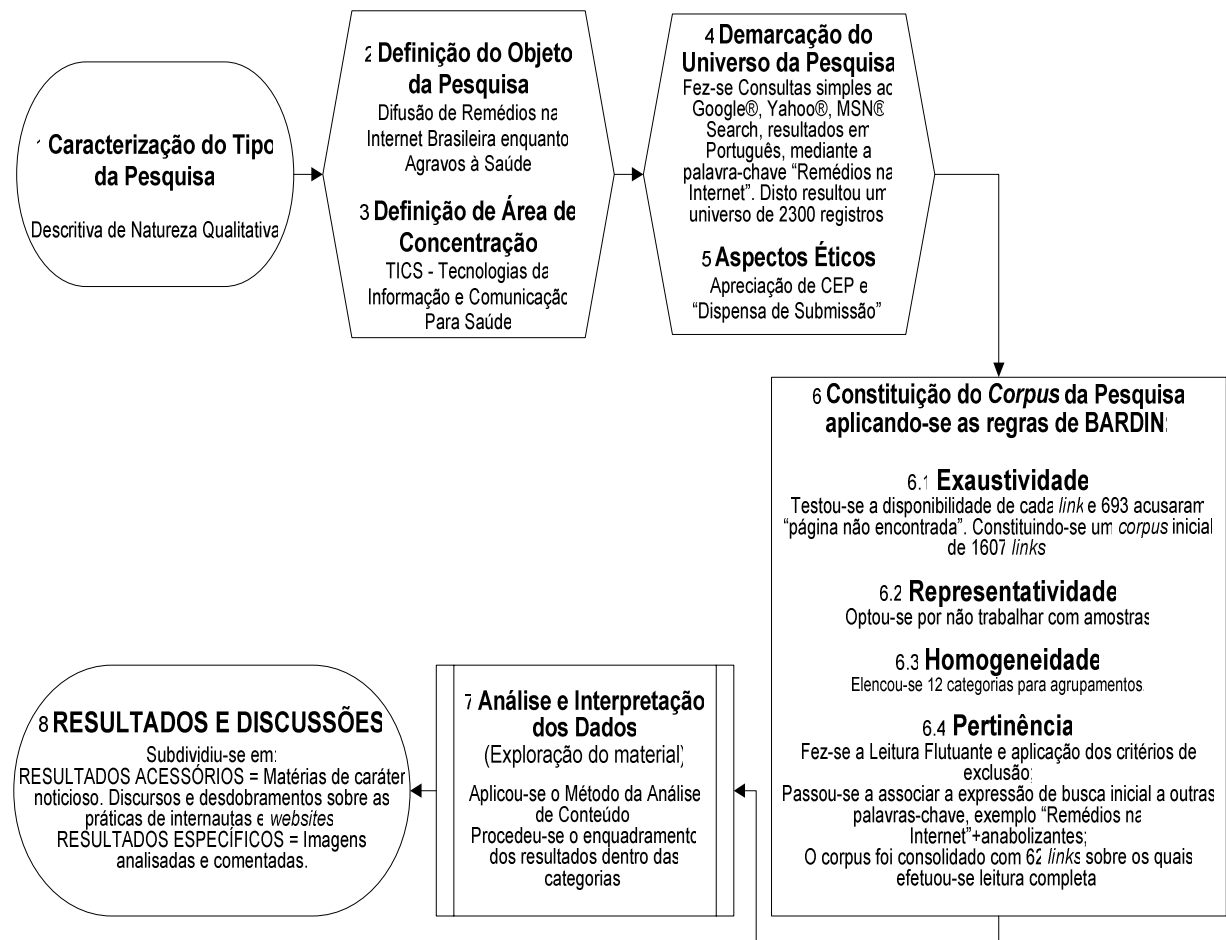 1 Caracterização do Tipo
da Pesquisa
Descritiva de Natureza Qualitativa
2 Definição do Objeto
da Pesquisa
Difusão de Remédios na
Internet Brasileira enquanto
Agravos à Saúde
3 Definição de Área de
Concentração
TICS - Tecnologias da
Informação e Comunicação
Para Saúde
4 Demarcação do
Universo da Pesquisa
Fez-se Consultas simples ao
Google®, Yahoo®, MSN®
Search, resultados em
Português, mediante a
palavra-chave “Remédios na
Internet”. Disto resultou um
universo de 2300 registros
5 Aspectos Éticos
Apreciação de CEP e
“Dispensa de Submissão”
6 Constituição do Corpus da Pesquisa
aplicando-se as regras de BARDIN:
6.1 Exaustividade
Testou-se a disponibilidade de cada link e 693 acusaram
“página não encontrada”. Constituindo-se um corpus inicial
de 1607 links
6.2 Representatividade
Optou-se por não trabalhar com amostras
6.3 Homogeneidade
Elencou-se 12 categorias para agrupamentos
6.4 Pertinência
Fez-se a Leitura Flutuante e aplicação dos critérios de
exclusão;
Passou-se a associar a expressão de busca inicial a outras
palavras-chave, exemplo “Remédios na
Internet”+anabolizantes;
O corpus foi consolidado com 62 links sobre os quais
efetuou-se leitura completa
7 Análise e Interpretação
dos Dados
(Exploração do material)
Aplicou-se o Método da Análise
de Conteúdo
Procedeu-se o enquadramento
dos resultados dentro das
categorias
8 RESULTADOS E DISCUSSÕES
Subdividiu-se em:
RESULTADOS ACESSÓRIOS = Matérias de caráter
noticioso. Discursos e desdobramentos sobre as
práticas de internautas e websites
RESULTADOS ESPECÍFICOS = Imagens
analisadas e comentadas.